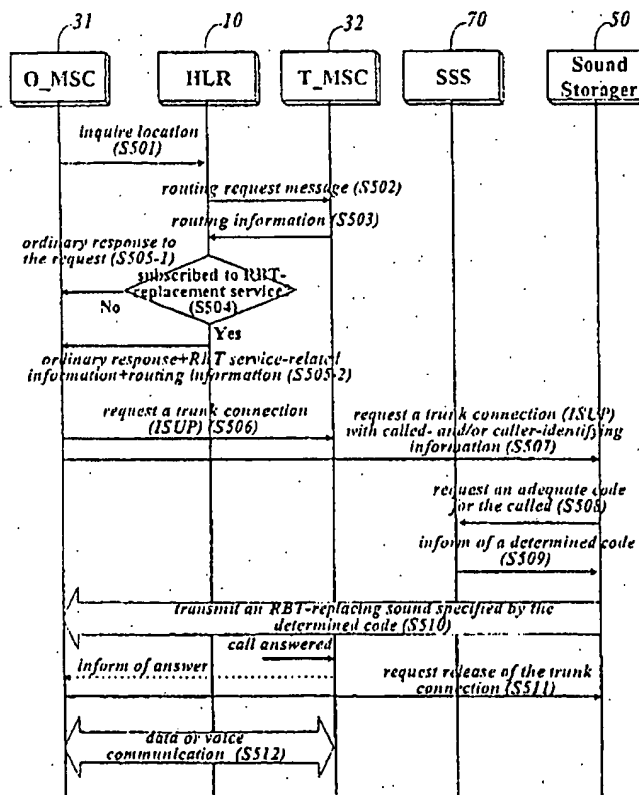 31 10 32 70 50
O_MSC HLR T_MSC SSS Sound
Storager
inquire location
(S501)
routing request message (S502)
routing information (S503)
ordinary response to
the request (S505-1)
subscribed to RBT-
replacement service
(S504)
No
Yes
ordinary response+RBT service-related
information+routing information (S505-2)
request a trunk connection
(ISUP) (S506)
request a trunk connection (ISUP)
with called- and/or caller-identifying
information (S507)
request an adequate code
for the called (S508)
inform of a determined code
(S509)
transmit an RBT-replacing sound specified by the
determined code (S510)
call answered
inform of answer
request release of the trunk
connection (S511)
data or voice
communication (S512)